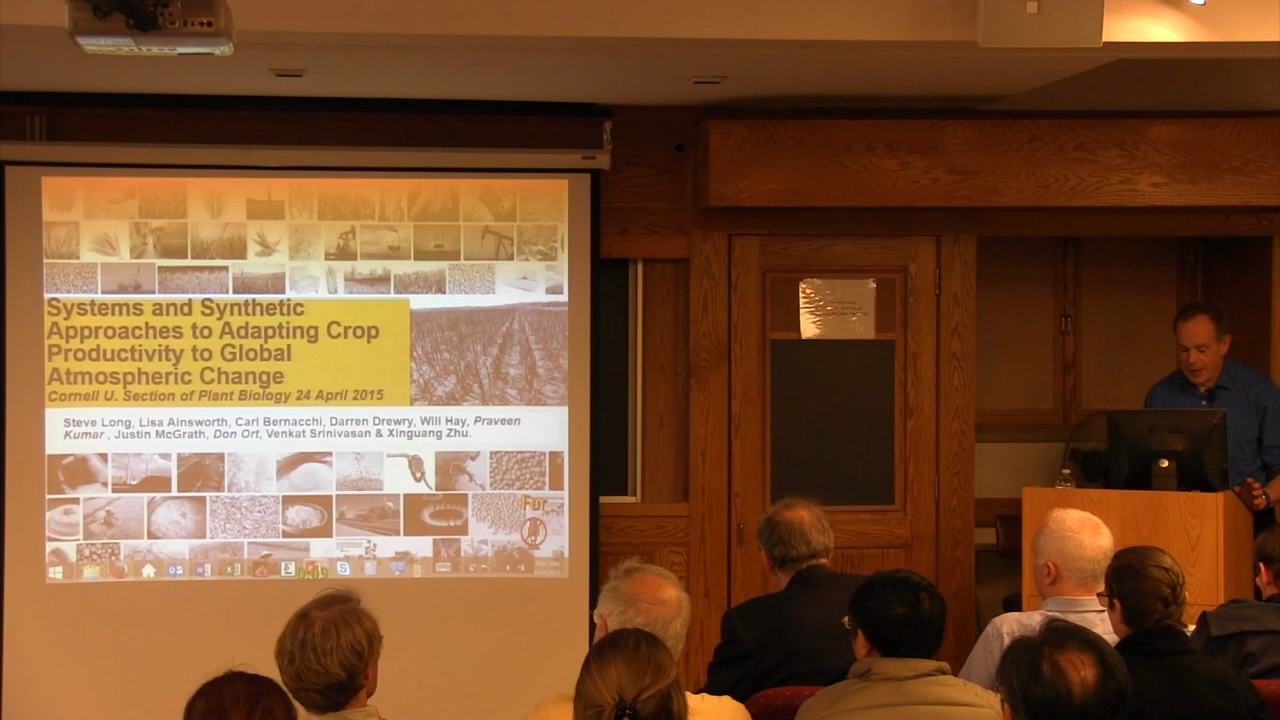 Systems and Synthetic
Approaches to Adapting Crop
Productivity to Global
Atmospheric Change
Cornell U. Section of Plant Biology 24 April 2015
Steve Long, Lisa Ainsworth, Carl Bernacchi, Darren Drewry, Will Hay, Praveen
Kumar , Justin McGrath, Don Ort, Venkat Srinivasan & Xinguang Zhu.